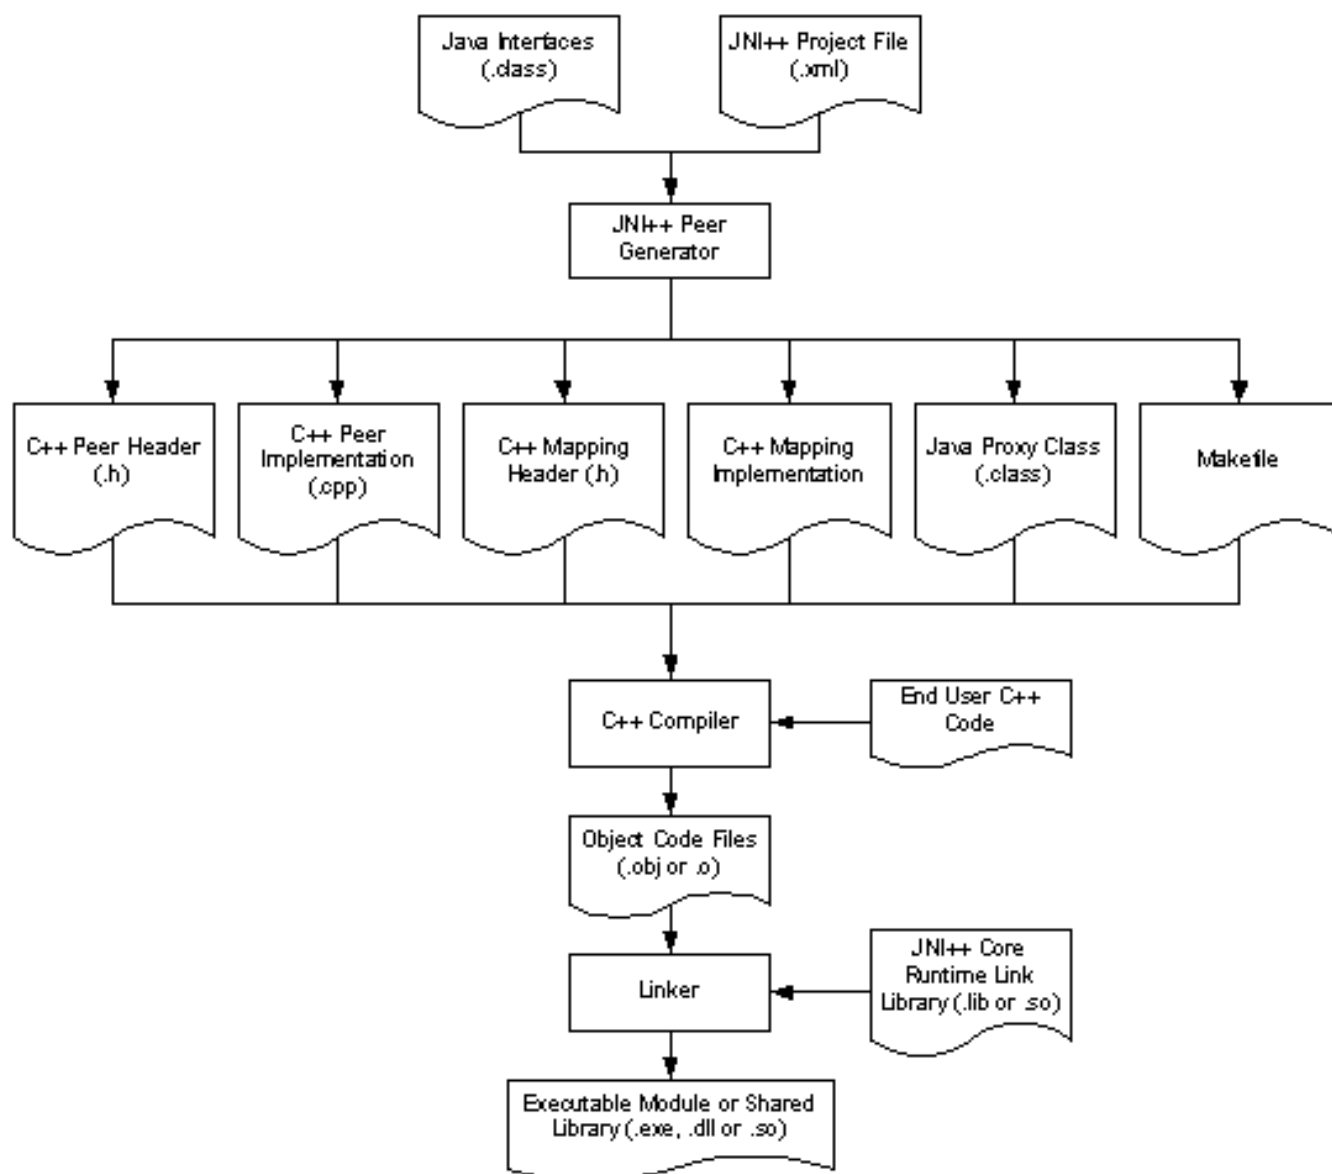 Java Interfaces
(.class)
JNI++ Project File
(.xml)
JNI++ Peer
Generator
C++ Peer Header
(.h)
C++ Peer
Implementation
(.cpp)
C++ Mapping
Header (.h)
C++ Mapping
Implementation
Java Proxy Class
(.class)
Makefile
C++ Compiler
End User C++
Code
Object Code Files
(.obj or .o)
Linker
JNI++ Core
Runtime Link
Library (.lib or .so)
Executable Module or Shared
Library (.exe, .dll or .so)